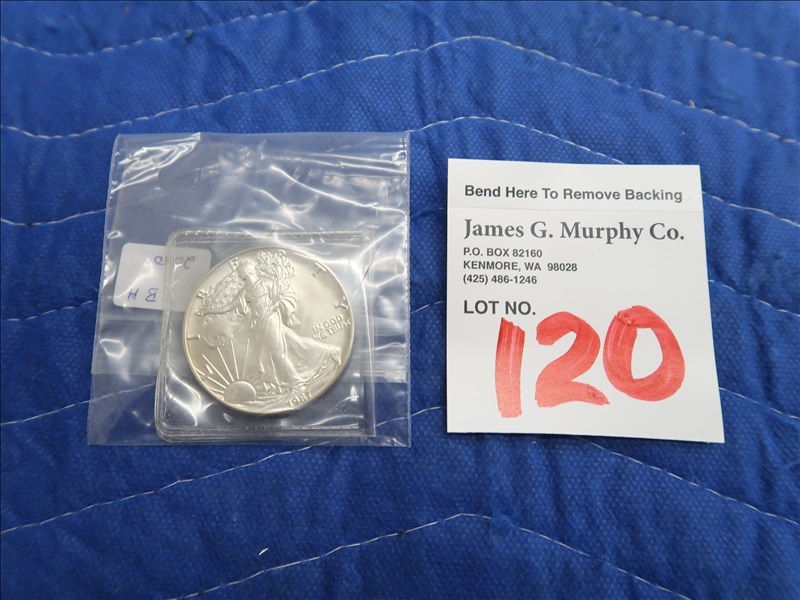 Bend Here To Remove Backing
James G. Murphy Co.
P.O. BOX 82160
KENMORE, WA 98028
(425) 486-1246
LOT NO.
120
B H
IN GOD
WE TRUST
1987